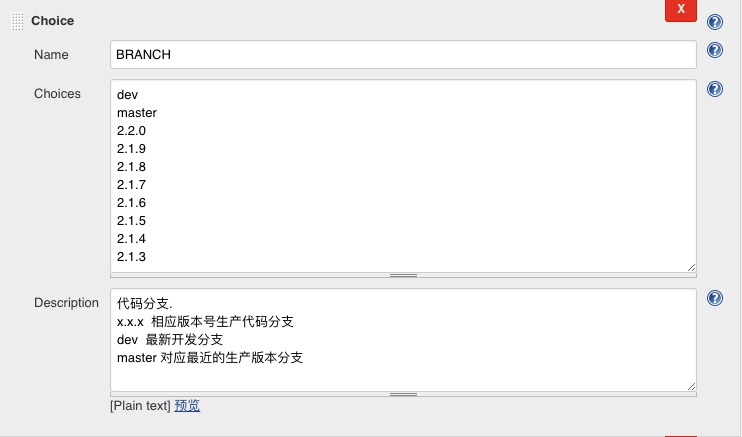 Choice
X
Name
BRANCH
Choices
dev
master
2.2.0
2.1.9
2.1.8
2.1.7
2.1.6
2.1.5
2.1.4
2.1.3
Description
代码分支.
x.x.x  相应版本号生产代码分支
dev  最新开发分支
master 对应最近的生产版本分支
[Plain text] 预览